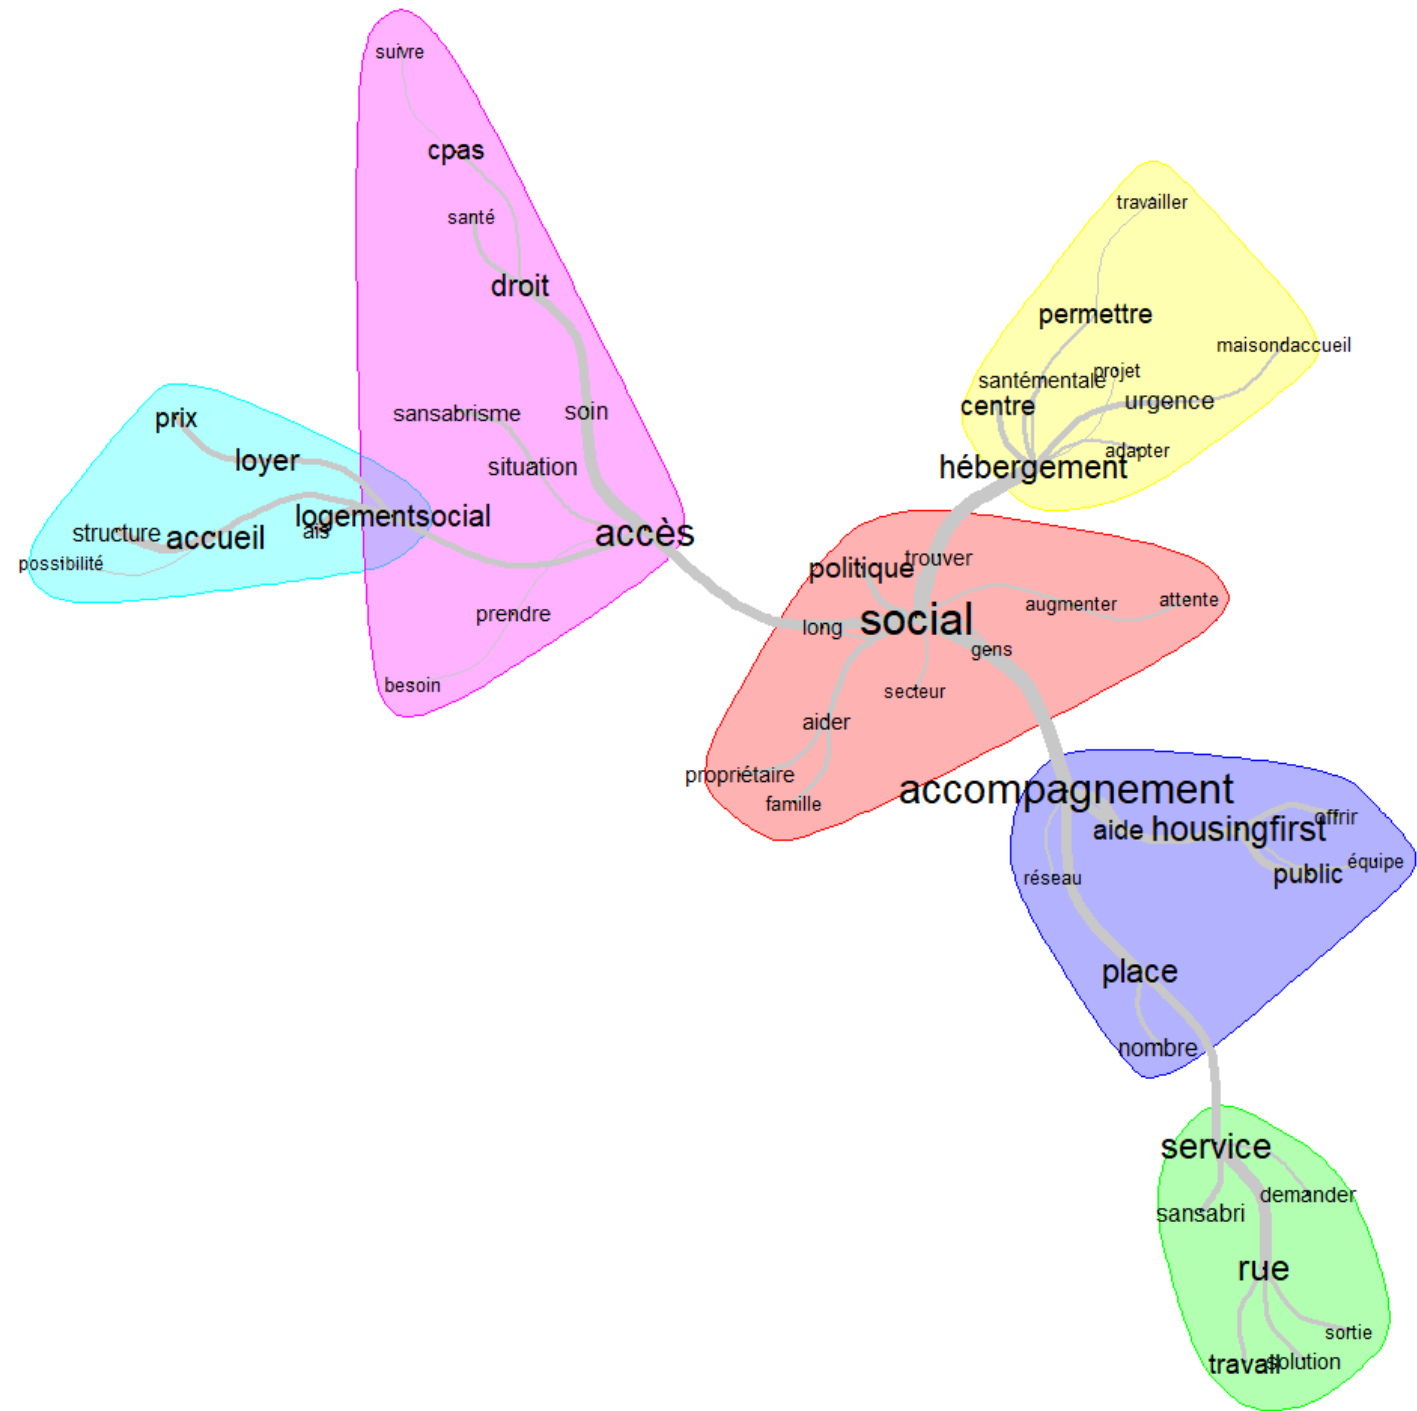 suivre
cpas
santé
droit
sansabrisme
soin
situation
accès
prendre
besoin
prix
loyer
logementsocial
ais
structure
accueil
possibilité
travailler
permettre
maisondaccueil
projet
santémentale
centre
urgence
adapter
hébergement
trouver
politique
social
long
augmenter
attente
gens
secteur
aider
propriétaire
famille
accompagnement
aide
housingfirst
offrir
équipe
public
réseau
place
nombre
service
demander
sansabri
rue
sortie
travail
solution